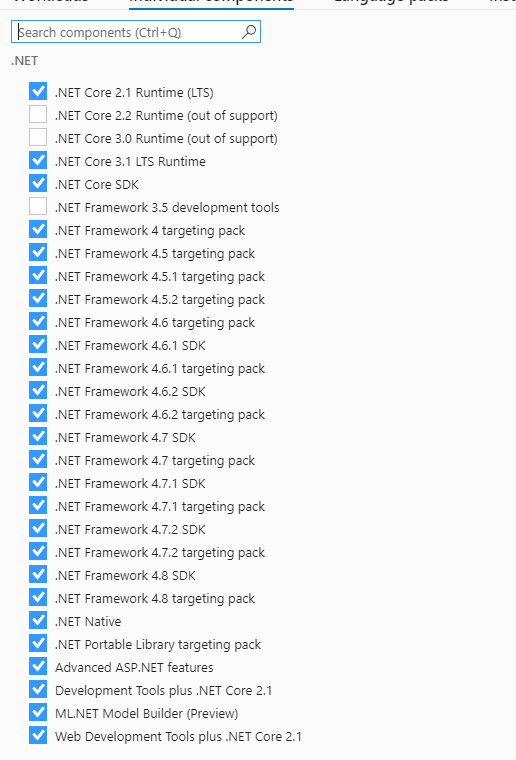 Workloads Individual components Language packs
Search components (Ctrl+Q)
.NET
.NET Core 2.1 Runtime (LTS)
.NET Core 2.2 Runtime (out of support)
.NET Core 3.0 Runtime (out of support)
.NET Core 3.1 LTS Runtime
.NET Core SDK
.NET Framework 3.5 development tools
.NET Framework 4 targeting pack
.NET Framework 4.5 targeting pack
.NET Framework 4.5.1 targeting pack
.NET Framework 4.5.2 targeting pack
.NET Framework 4.6 targeting pack
.NET Framework 4.6.1 SDK
.NET Framework 4.6.1 targeting pack
.NET Framework 4.6.2 SDK
.NET Framework 4.6.2 targeting pack
.NET Framework 4.7 SDK
.NET Framework 4.7 targeting pack
.NET Framework 4.7.1 SDK
.NET Framework 4.7.1 targeting pack
.NET Framework 4.7.2 SDK
.NET Framework 4.7.2 targeting pack
.NET Framework 4.8 SDK
.NET Framework 4.8 targeting pack
.NET Native
.NET Portable Library targeting pack
Advanced ASP.NET features
Development Tools plus .NET Core 2.1
ML.NET Model Builder (Preview)
Web Development Tools plus .NET Core 2.1